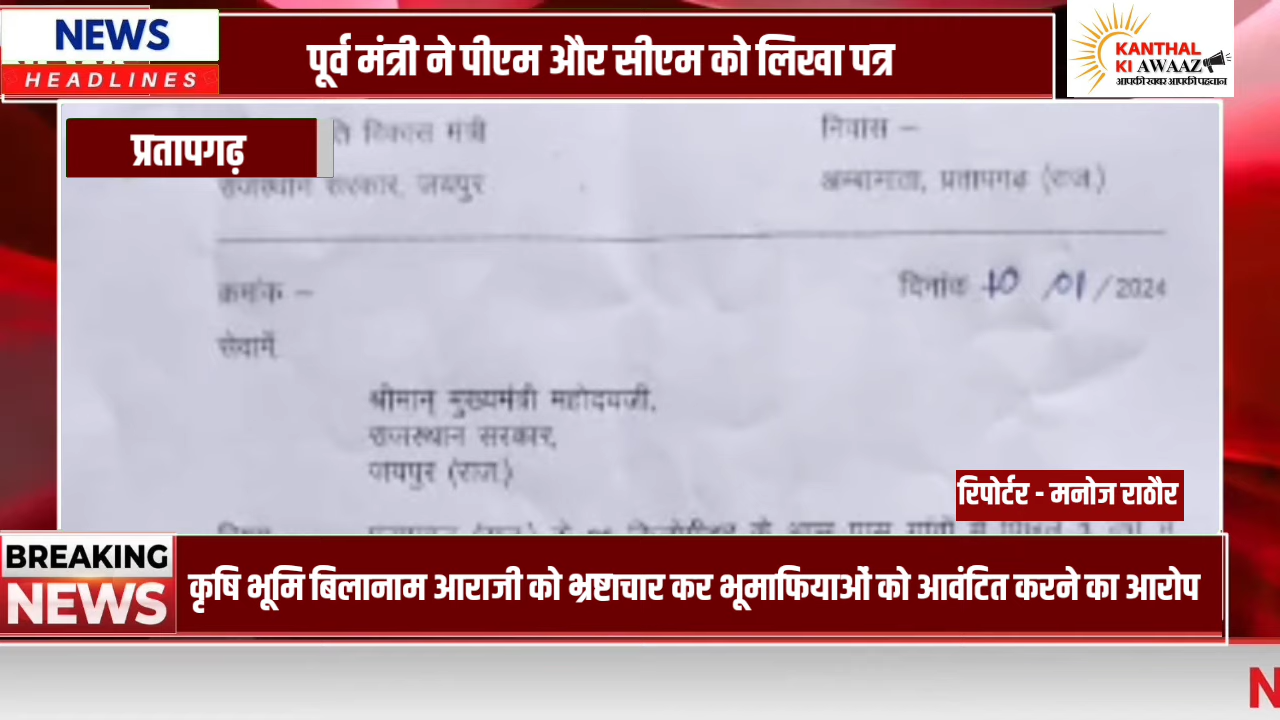 NEWS
HEADLINES
पूर्व मंत्री ने पीएम और सीएम को लिखा पत्र
KANTHAL
KI AWAAZ
आपकी खबर आपकी पहचान
प्रतापगढ़
ति विकास मंत्री
राजस्थान सरकार, जयपुर
निवास –
अम्बामाता, प्रतापगढ़ (राज.)
क्रमांक –
दिनांक 10 /01/2024
सेवामें
श्रीमान् मुख्यमंत्री महोदयजी,
राजस्थान सरकार,
जयपुर (राज.)
रिपोर्टर - मनोज राठौर
BREAKING
NEWS
कृषि भूमि बिलानाम आराजी को भ्रष्टाचार कर भूमाफियाओं को आवंटित करने का आरोप
N